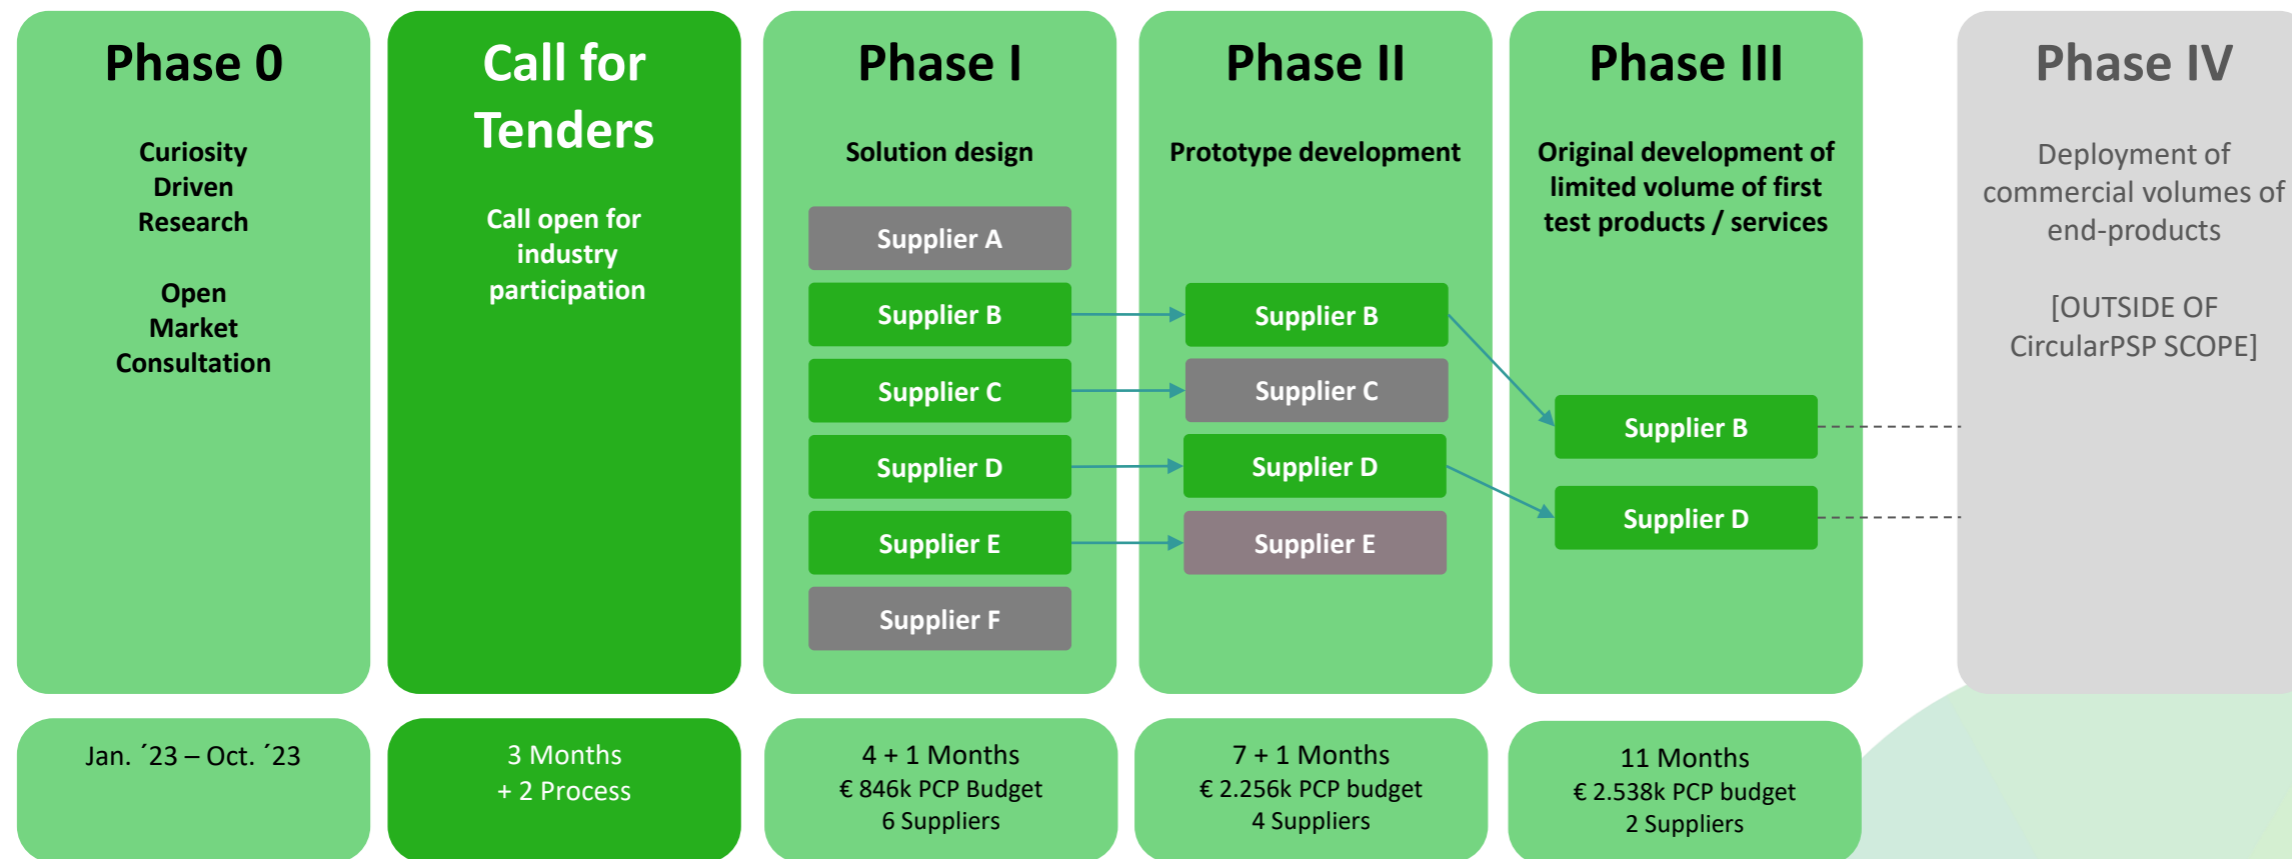 Phase 0
Curiosity
Driven
Research
Open
Market
Consultation
Jan. ´23 – Oct. ´23
Call for
Tenders
Call open for
industry
participation
3 Months
+ 2 Process
Phase I
Solution design
Supplier A
Supplier B
Supplier C
Supplier D
Supplier E
Supplier F
4 + 1 Months
€ 846k PCP Budget
6 Suppliers
Phase II
Prototype development
Supplier B
Supplier C
Supplier D
Supplier E
7 + 1 Months
€ 2.256k PCP budget
4 Suppliers
Phase III
Original development of
limited volume of first
test products / services
Supplier B
Supplier D
11 Months
€ 2.538k PCP budget
2 Suppliers
Phase IV
Deployment of
commercial volumes of
end-products
[OUTSIDE OF
CircularPSP SCOPE]